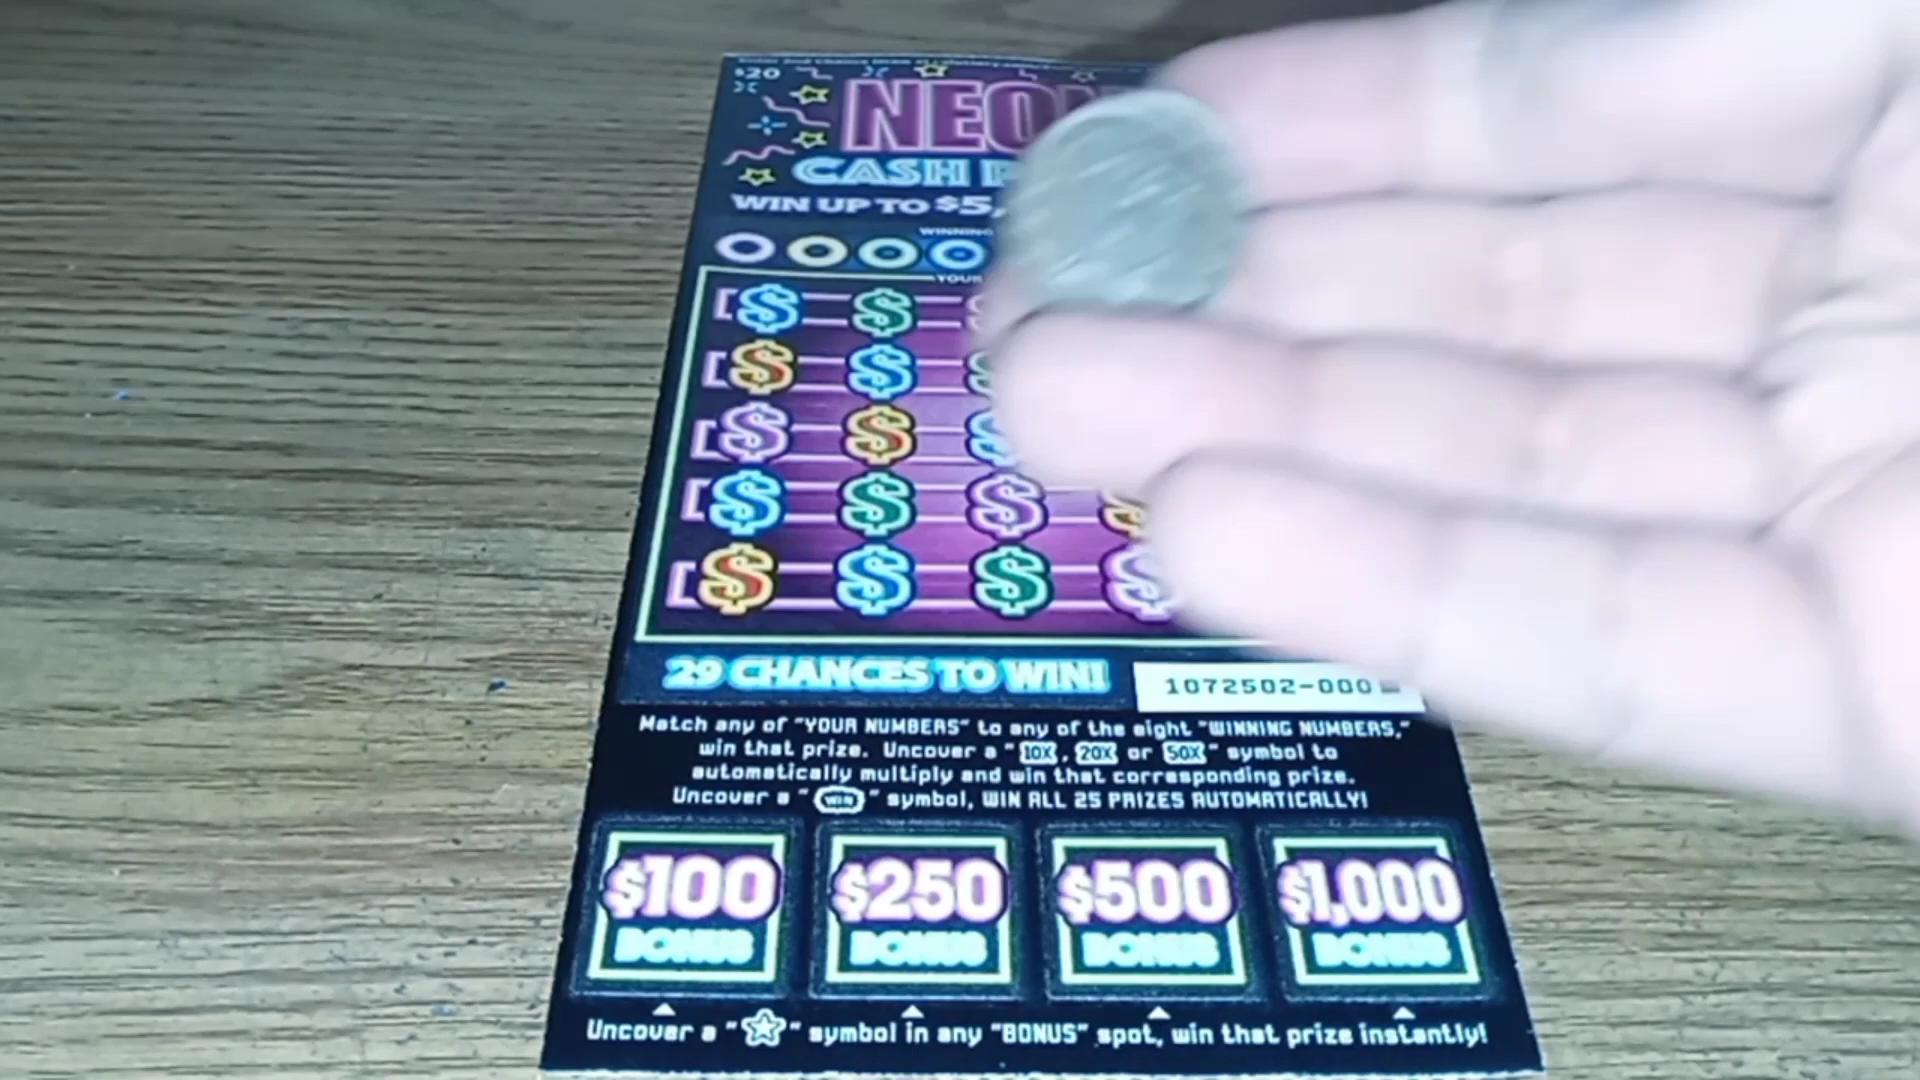 $20
NEO
CASH
WIN UP TO $5,
WINNING
YOUR
29 CHANCES TO WIN!
1072502-000
Match any of "YOUR NUMBERS" to any of the eight "WINNING NUMBERS,"
win that prize. Uncover a "10X, 20X or 50X" symbol to
automatically multiply and win that corresponding prize.
Uncover a "WIN" symbol, WIN ALL 25 PRIZES AUTOMATICALLY!
$100 $250 $500 $1,000
BONUS BONUS BONUS BONUS
Uncover a "☆" symbol in any "BONUS" spot, win that prize instantly!